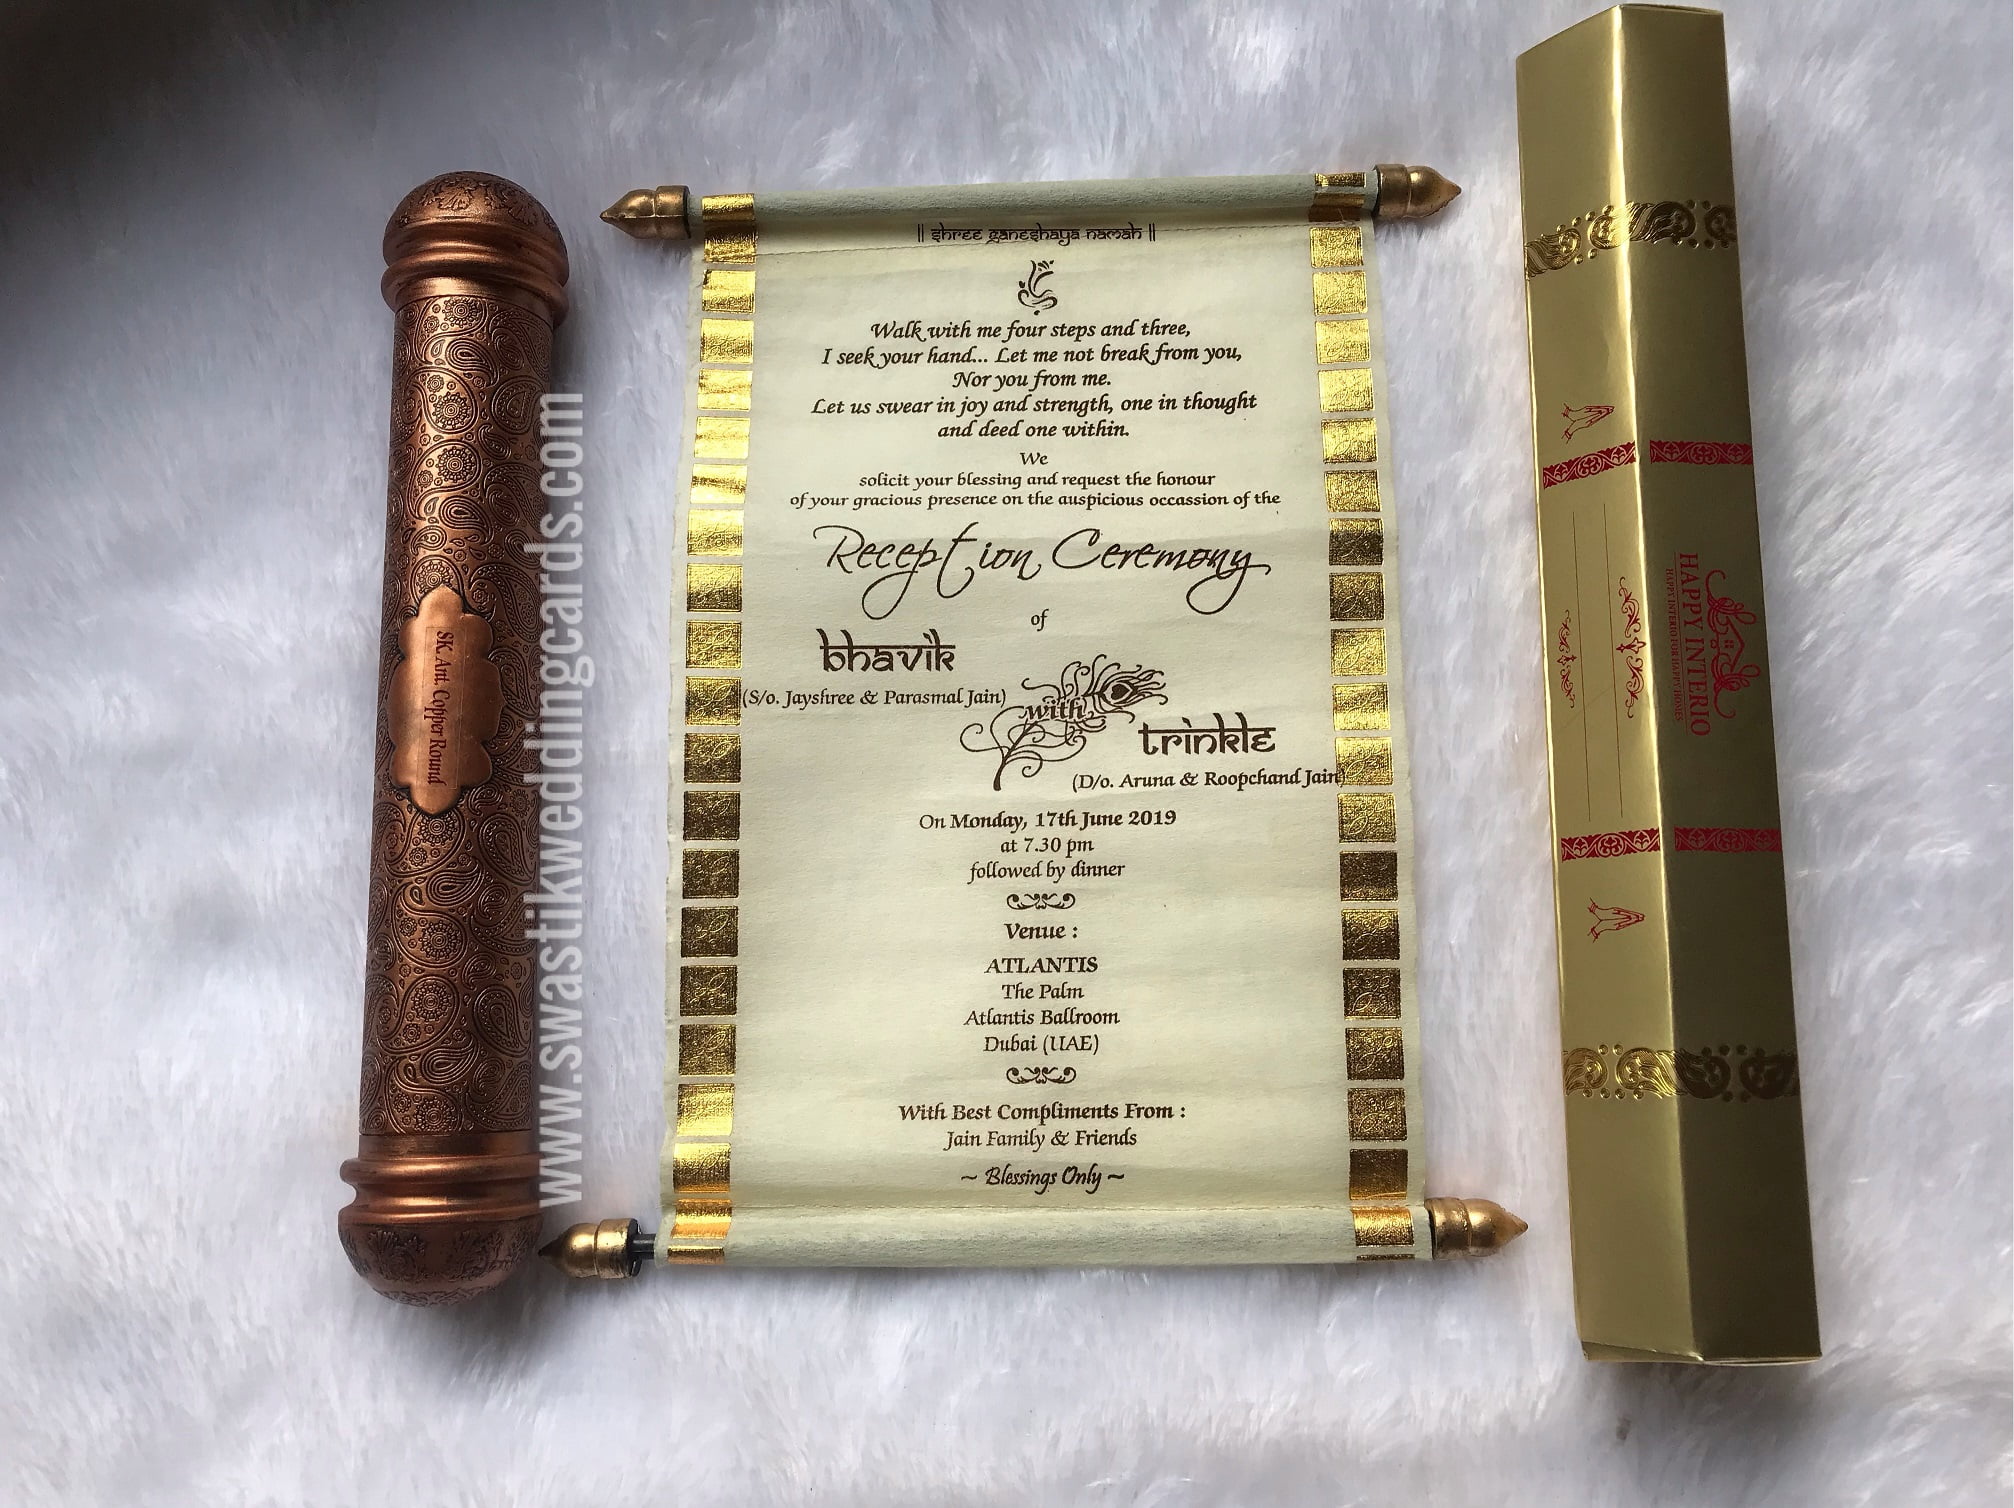 SK. Ant. Copper Round
www.swastikweddingcards.com
|| shree ganeshaya namah ||
Walk with me four steps and three,
I seek your hand... Let me not break from you,
Nor you from me.
Let us swear in joy and strength, one in thought
and deed one within.
We
solicit your blessing and request the honour
of your gracious presence on the auspicious occassion of the
Reception Ceremony
of
bhavik
(S/o. Jayshree & Parasmal Jain)
with
trinkle
(D/o. Aruna & Roopchand Jain)
On Monday, 17th June 2019
at 7.30 pm
followed by dinner
Venue :
ATLANTIS
The Palm
Atlantis Ballroom
Dubai (UAE)
With Best Compliments From :
Jain Family & Friends
~ Blessings Only ~
HAPPY INTERIO
HAPPY INTERIO FOR HAPPY HOMES